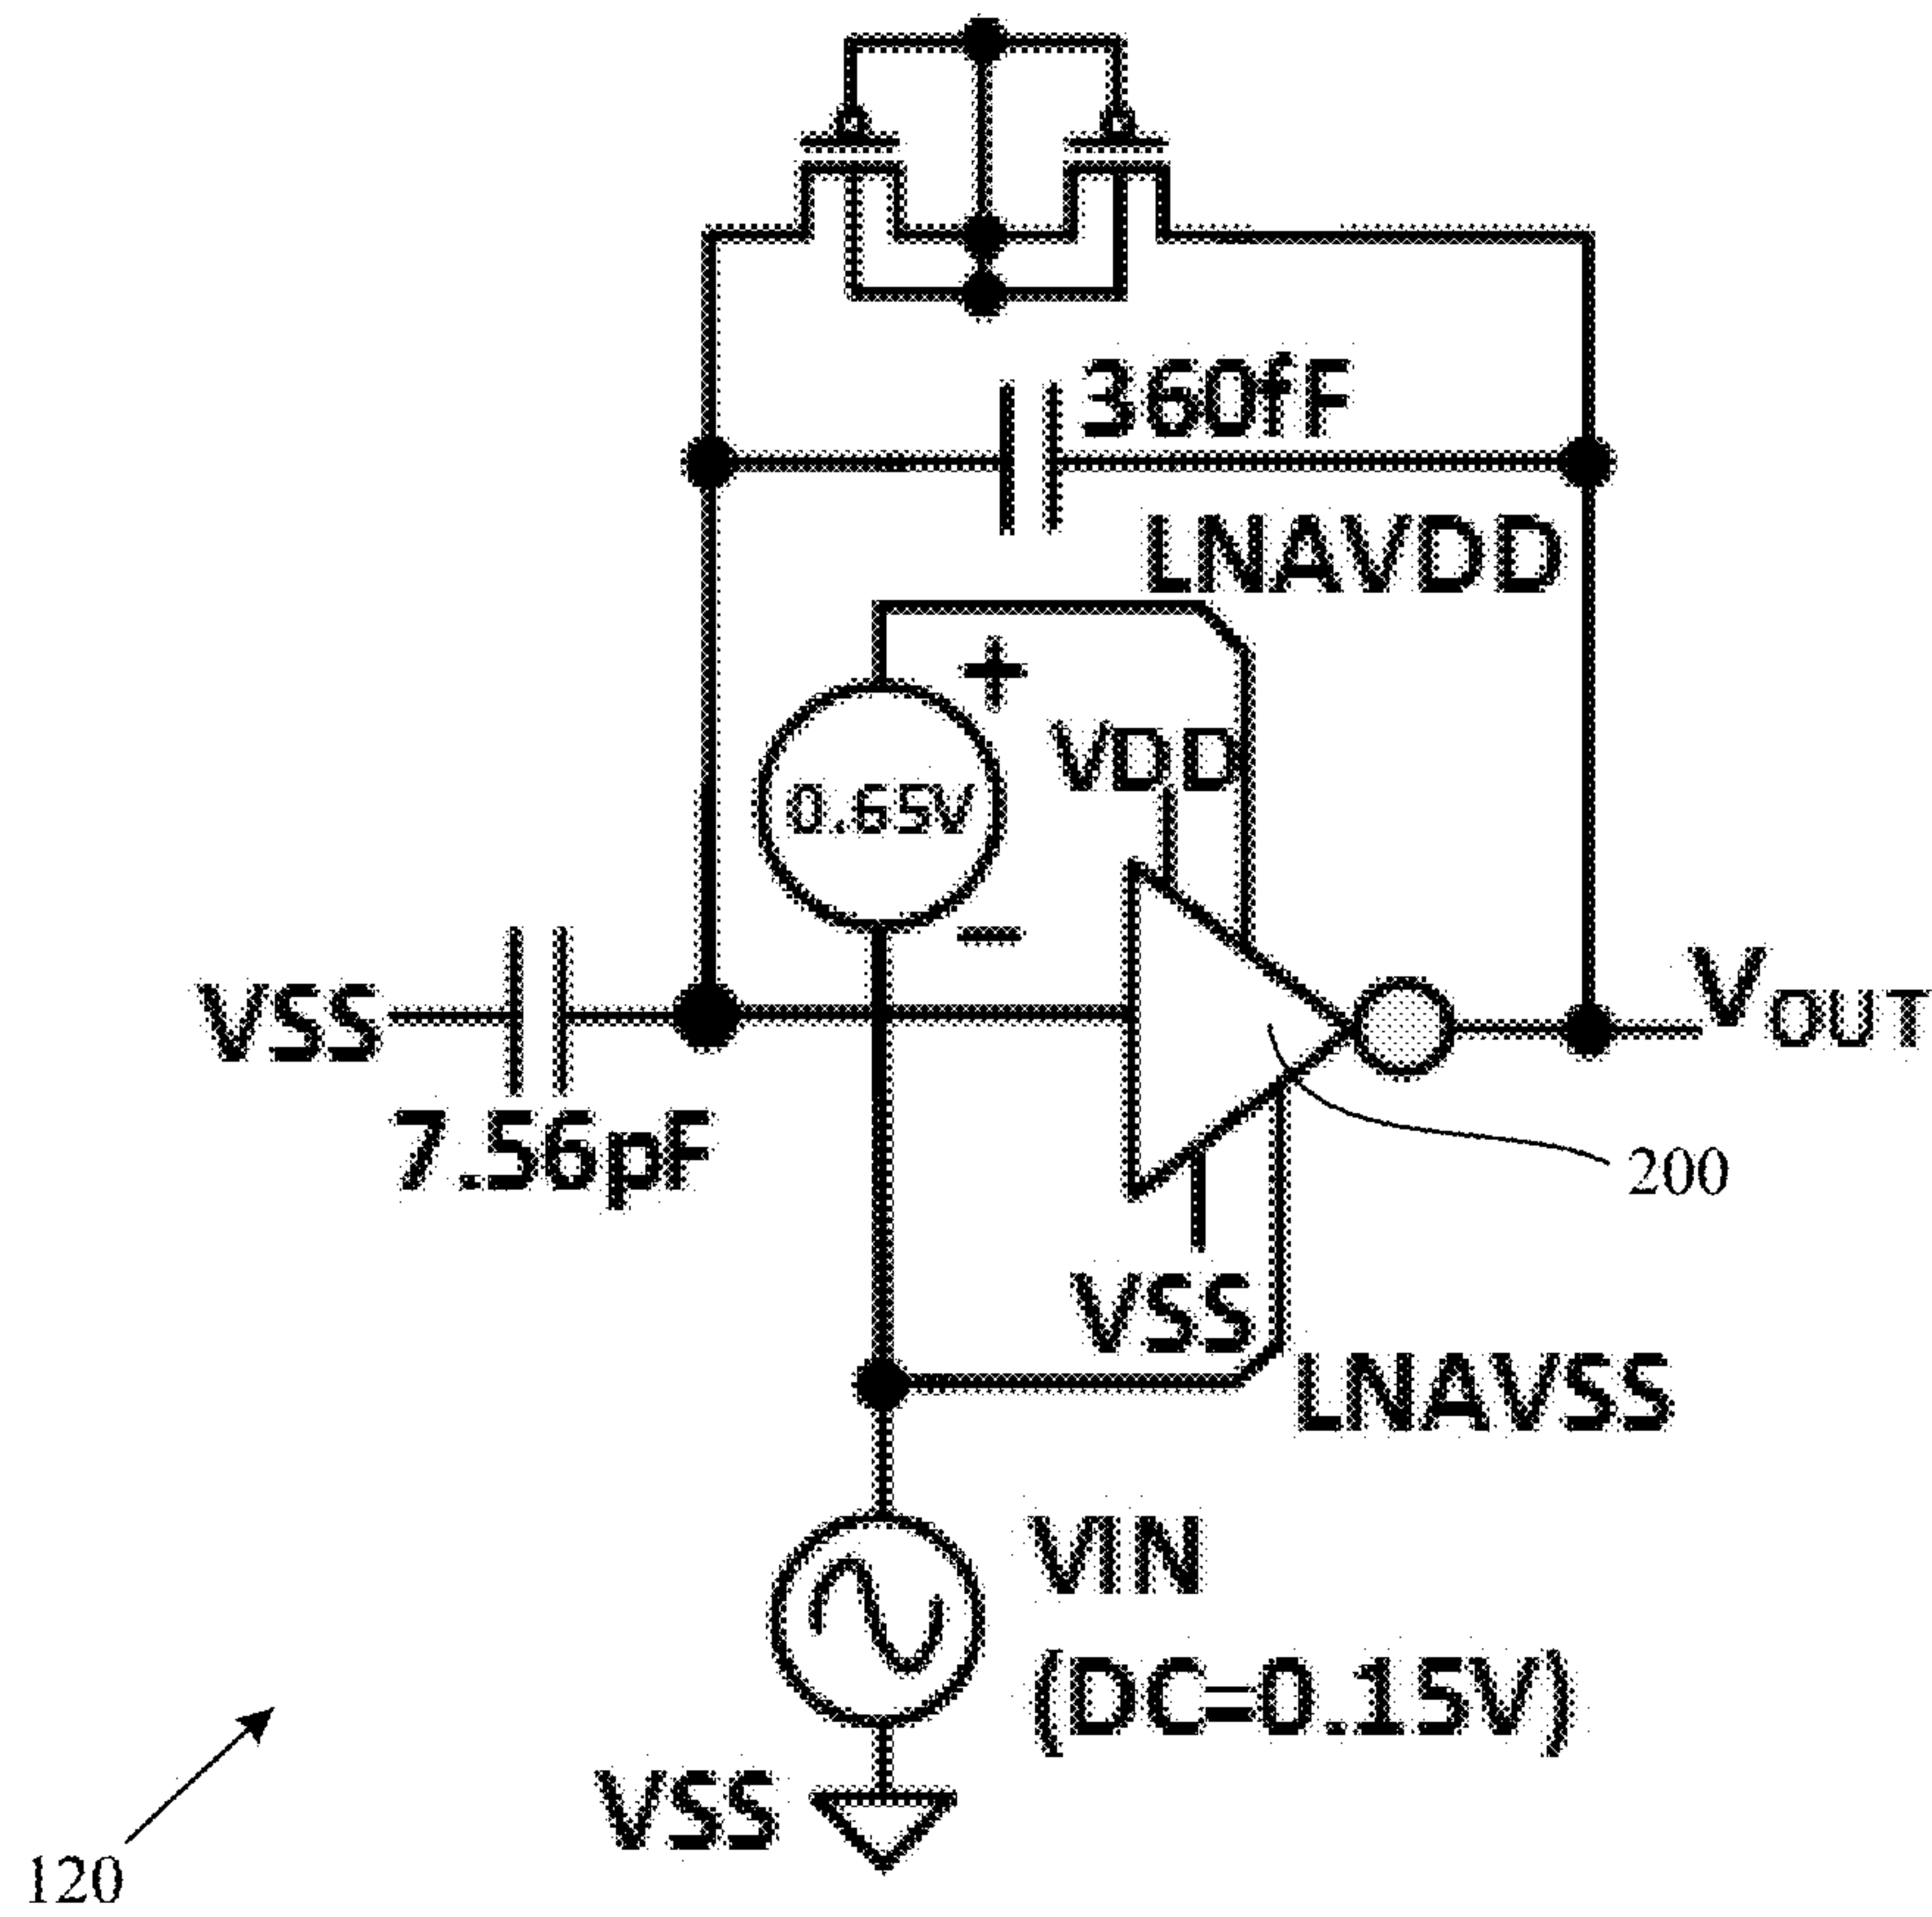 360fF
LNAVDD
+
VDD
0.65V
−
VSS
VOUT
7.56pF
200
VSS
LNAVSS
VIN
(DC=0.15V)
VSS
120